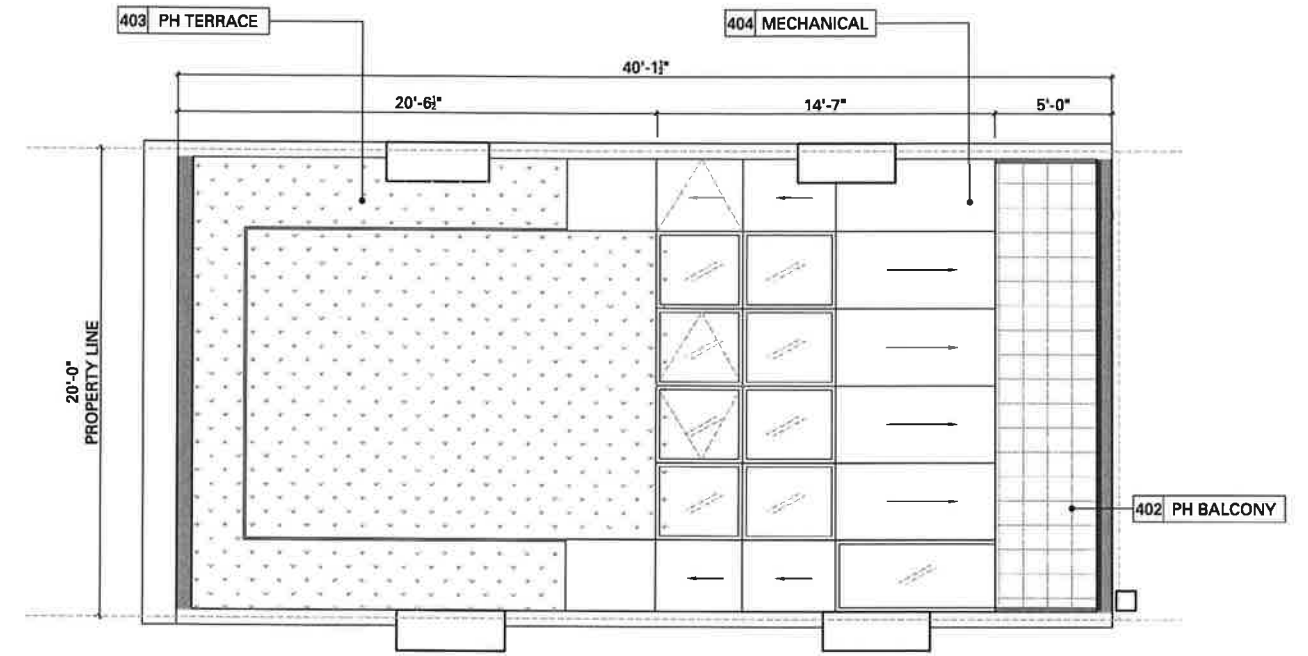 403 PH TERRACE
404 MECHANICAL
40'-1½"
20'-6½"
14'-7"
5'-0"
20'-0"
PROPERTY LINE
402 PH BALCONY